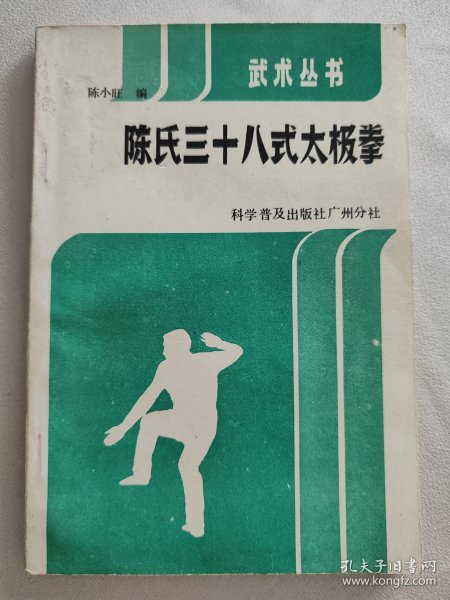 武术丛书
陈小旺 编
陈氏三十八式太极拳
科学普及出版社广州分社
孔夫子旧书网
www.kongfz.com